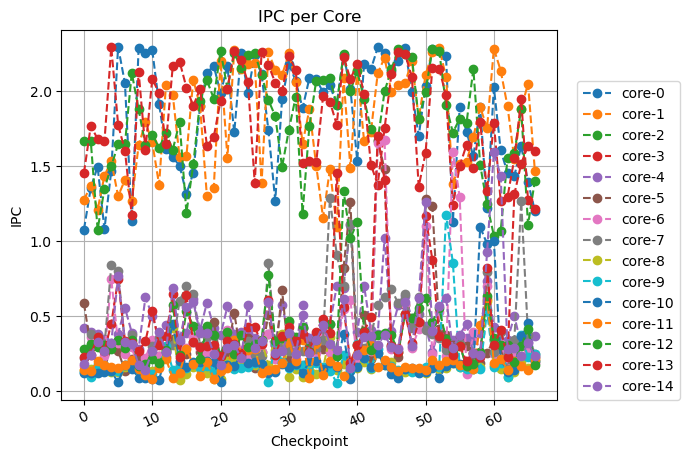 IPC per Core
IPC
2.0
1.5
1.0
0.5
0.0
0
10
20
30
40
50
60
Checkpoint
core-0
core-1
core-2
core-3
core-4
core-5
core-6
core-7
core-8
core-9
core-10
core-11
core-12
core-13
core-14